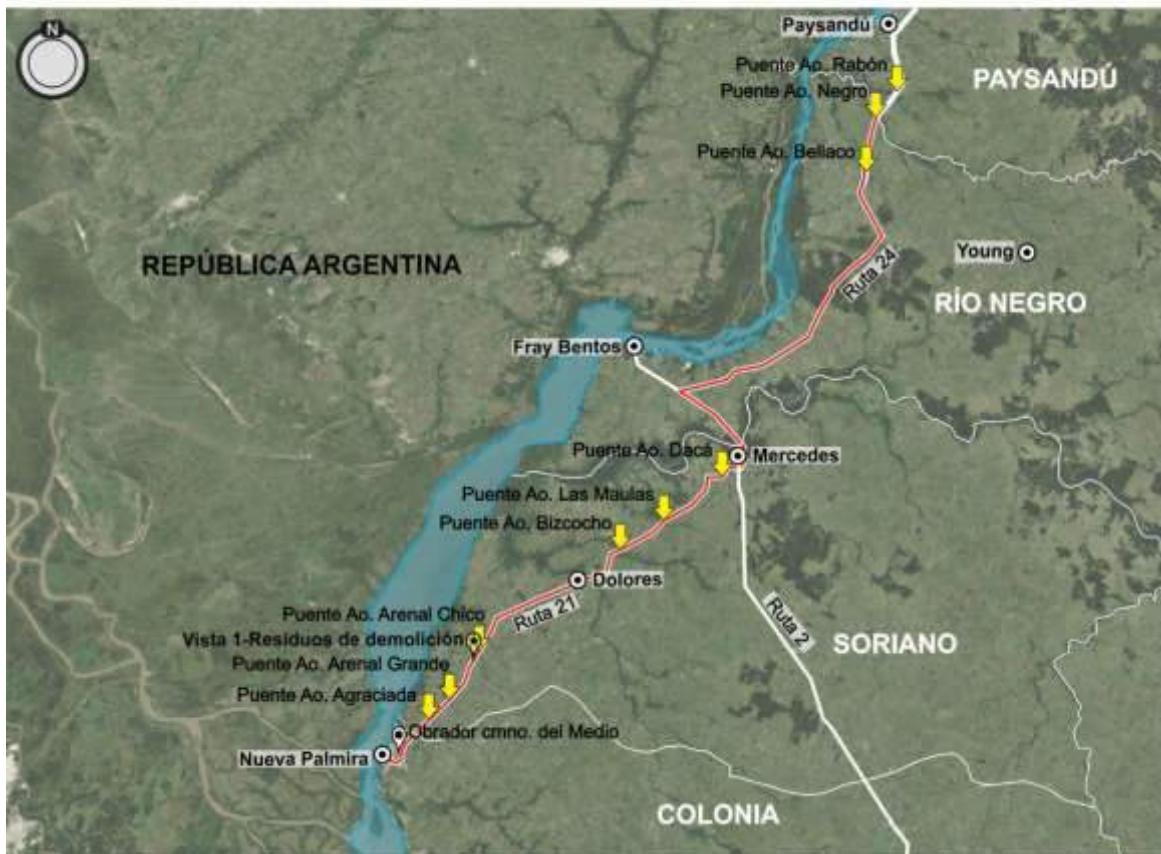 N
Paysandú
Puente Ao. Rabón
PAYSANDÚ
Puente Ao. Negro
Puente Ao. Bellaco
REPÚBLICA ARGENTINA
Young
Ruta 24
RÍO NEGRO
Fray Bentos
Puente Ao. Dacá
Mercedes
Puente Ao. Las Maulas
Puente Ao. Bizcocho
Dolores
Ruta 21
Ruta 2
Puente Ao. Arenal Chico
Vista 1-Residuos de demolición
SORIANO
Puente Ao. Arenal Grande
Puente Ao. Agraciada
Obrador cmno. del Medio
Nueva Palmira
COLONIA